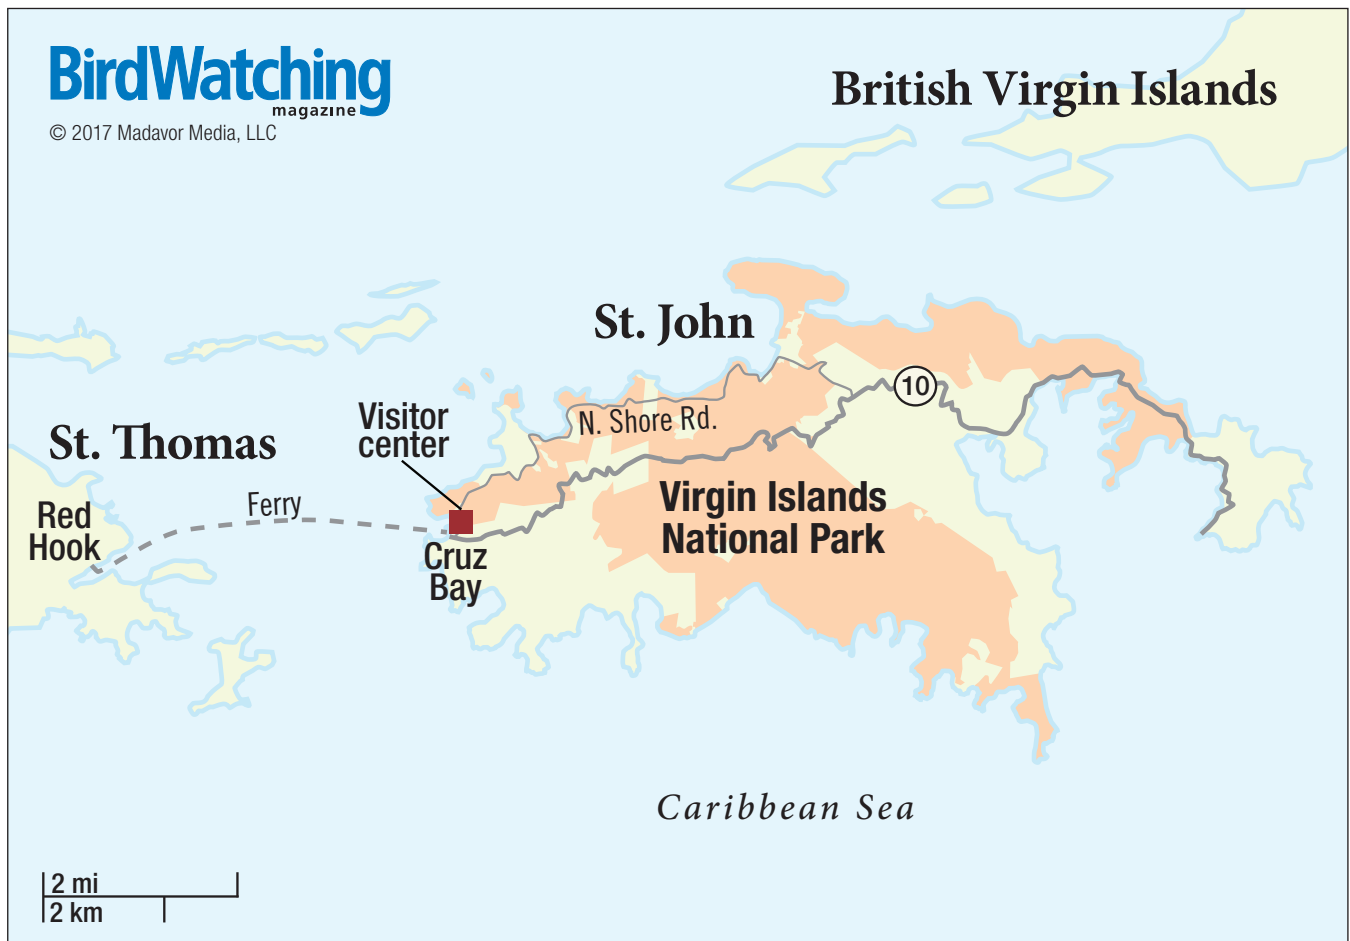 BirdWatching
magazine
© 2017 Madavor Media, LLC
British Virgin Islands
St. John
10
Visitor
center
N. Shore Rd.
St. Thomas
Ferry
Red
Hook
Virgin Islands
National Park
Cruz
Bay
Caribbean Sea
2 mi
2 km